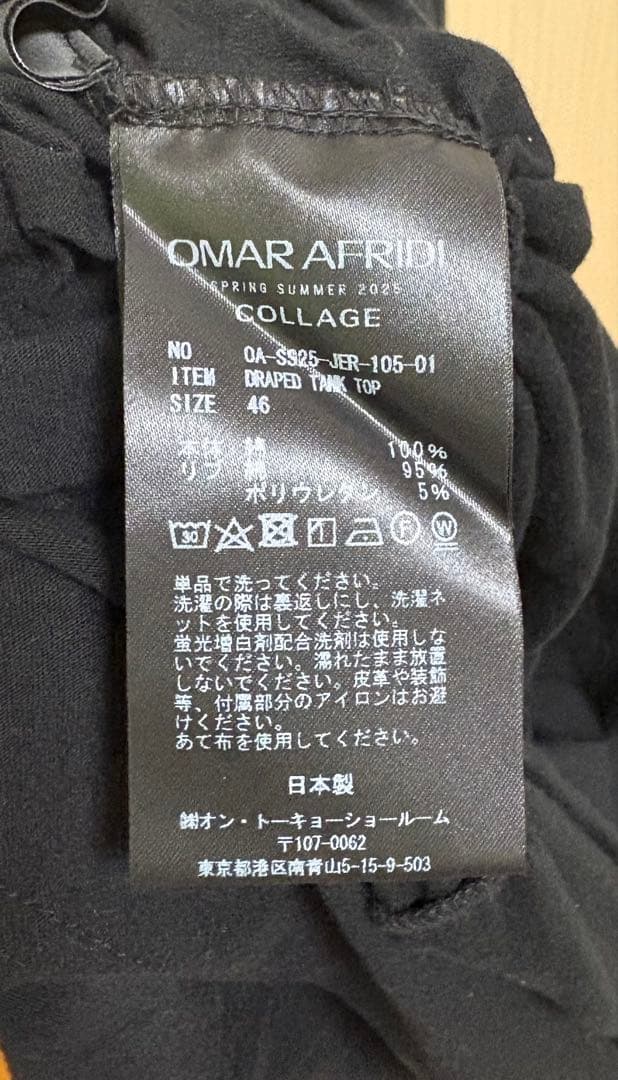 OMAR AFRIDI
SPRING SUMMER 2025
COLLAGE
NO OA-SS25-JER-105-01
ITEM DRAPED TANK TOP
SIZE 46
本体 綿 100%
リブ 綿 95%
ポリウレタン 5%
30 F W
単品で洗ってください。
洗濯の際は裏返しにし、洗濯ネ
ットを使用してください。
蛍光増白剤配合洗剤は使用しな
いでください。濡れたまま放置
しないでください。皮革や装飾
等、付属部分のアイロンはお避
けください。
あて布を使用してください。
日本製
㈱オン・トーキョーショールーム
〒107-0062
東京都港区南青山5-15-9-503